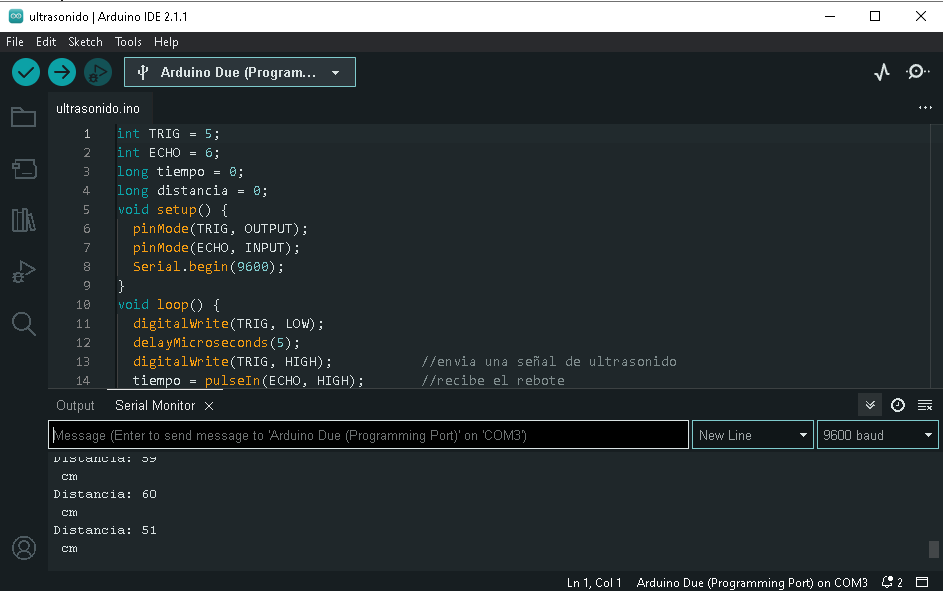 ultrasonido | Arduino IDE 2.1.1
File Edit Sketch Tools Help
Arduino Due (Program...
ultrasonido.ino
1 int TRIG = 5;
2 int ECHO = 6;
3 long tiempo = 0;
4 long distancia = 0;
5 void setup() {
6 pinMode(TRIG, OUTPUT);
7 pinMode(ECHO, INPUT);
8 Serial.begin(9600);
9 }
10 void loop() {
11 digitalWrite(TRIG, LOW);
12 delayMicroseconds(5);
13 digitalWrite(TRIG, HIGH); //envia una señal de ultrasonido
14 tiempo = pulseIn(ECHO, HIGH); //recibe el rebote
Output Serial Monitor
Message (Enter to send message to 'Arduino Due (Programming Port)' on 'COM3') New Line 9600 baud
Distancia: 59
cm
Distancia: 60
cm
Distancia: 51
cm
Ln 1, Col 1 Arduino Due (Programming Port) on COM3 2